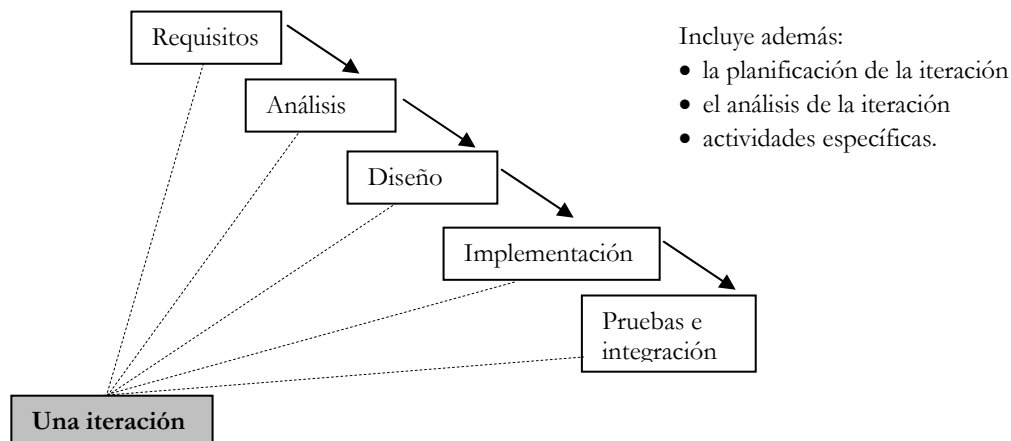 Requisitos
Análisis
Diseño
Implementación
Pruebas e
integración
Una iteración
Incluye además:
• la planificación de la iteración
• el análisis de la iteración
• actividades específicas.